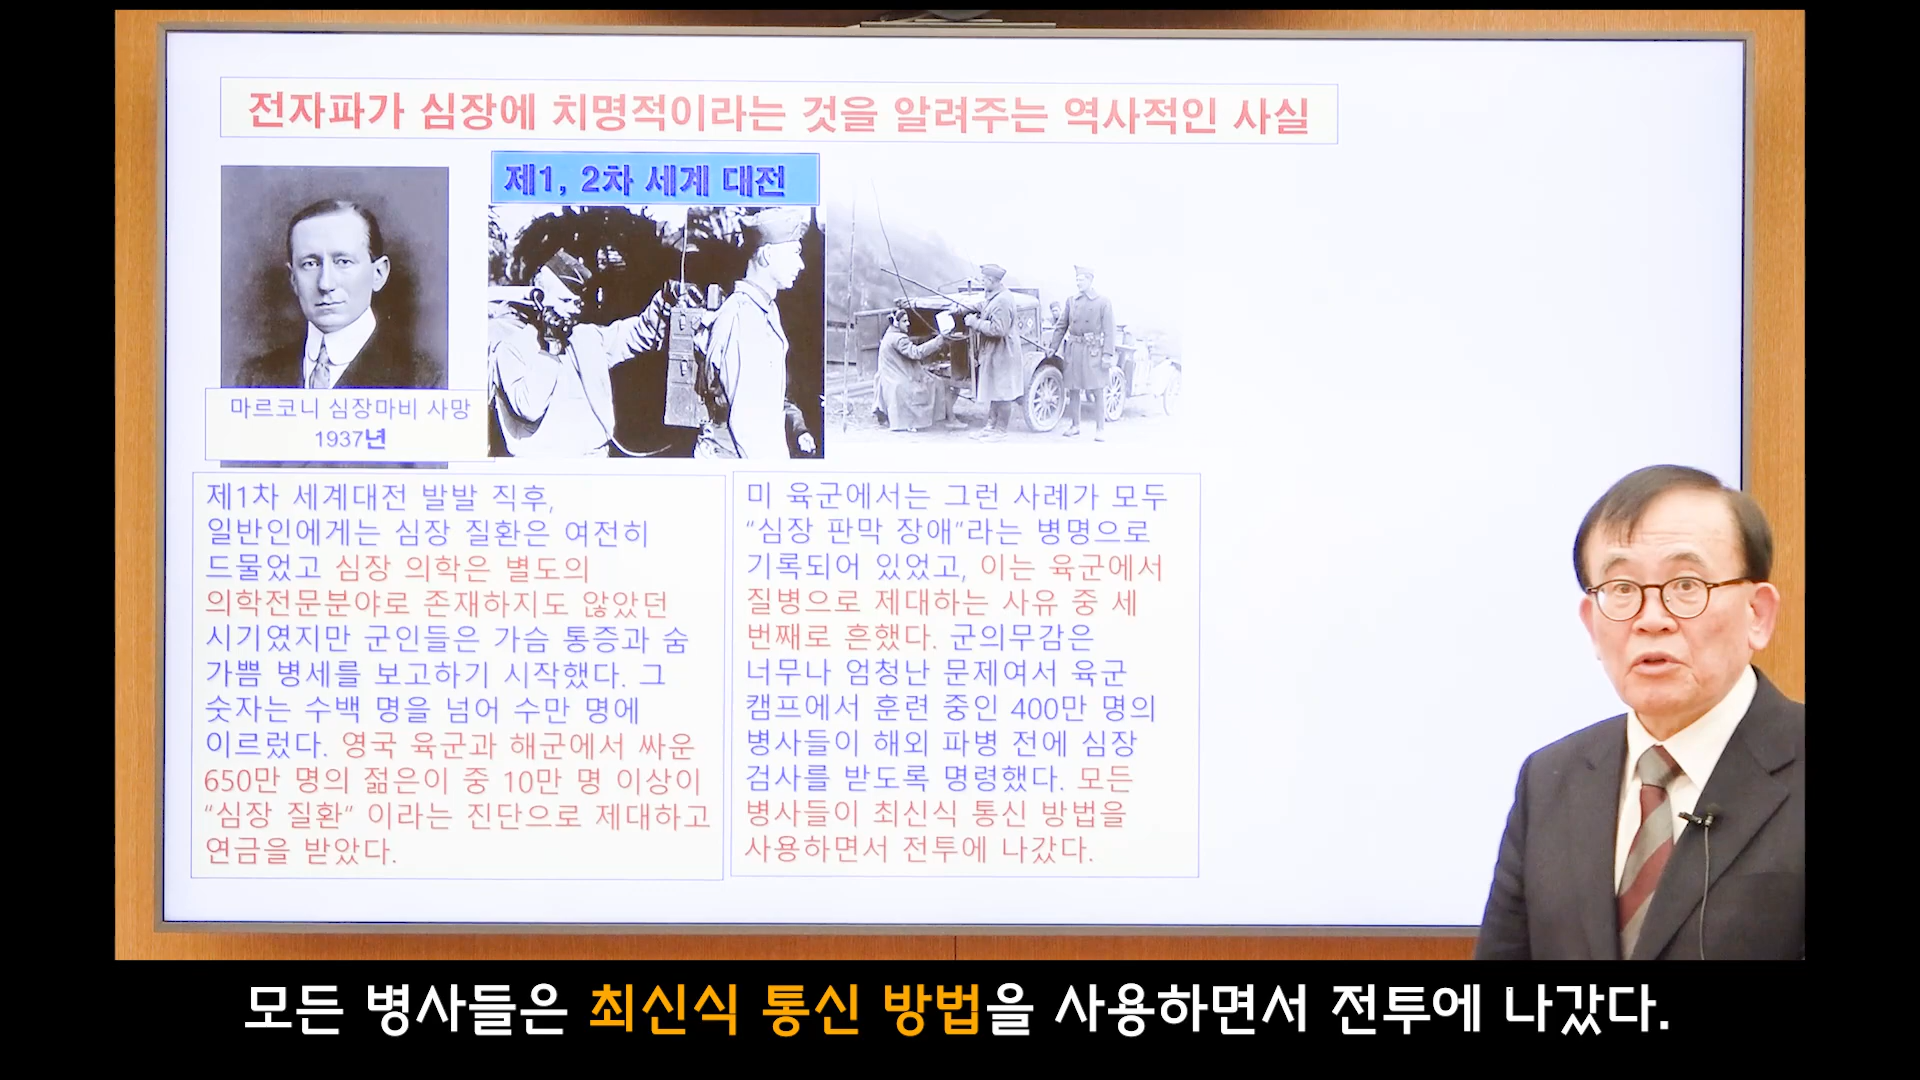 전자파가 심장에 치명적이라는 것을 알려주는 역사적인 사실
제1, 2차 세계 대전
마르코니 심장마비 사망
1937년
제1차 세계대전 발발 직후,
일반인에게는 심장 질환은 여전히
드물었고 심장 의학은 별도의
의학전문분야로 존재하지도 않았던
시기였지만 군인들은 가슴 통증과 숨
가쁨 병세를 보고하기 시작했다. 그
숫자는 수백 명을 넘어 수만 명에
이르렀다. 영국 육군과 해군에서 싸운
650만 명의 젊은이 중 10만 명 이상이
“심장 질환” 이라는 진단으로 제대하고
연금을 받았다.
미 육군에서는 그런 사례가 모두
“심장 판막 장애”라는 병명으로
기록되어 있었고, 이는 육군에서
질병으로 제대하는 사유 중 세
번째로 흔했다. 군의무감은
너무나 엄청난 문제여서 육군
캠프에서 훈련 중인 400만 명의
병사들이 해외 파병 전에 심장
검사를 받도록 명령했다. 모든
병사들이 최신식 통신 방법을
사용하면서 전투에 나갔다.
모든 병사들은 최신식 통신 방법을 사용하면서 전투에 나갔다.